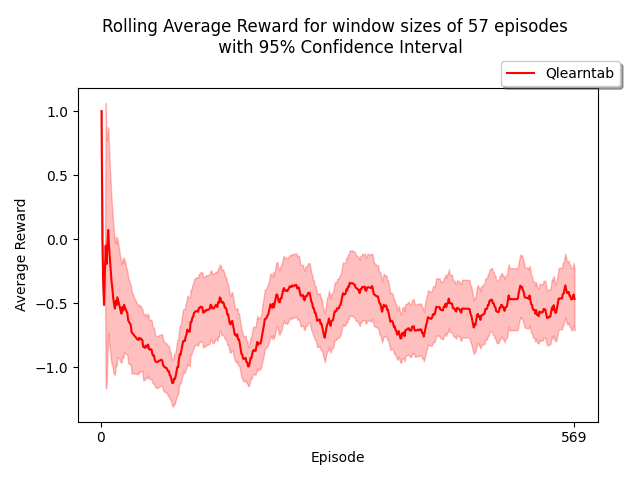 Rolling Average Reward for window sizes of 57 episodes
with 95% Confidence Interval
Qlearntab
1.0
0.5
0.0
−0.5
−1.0
Average Reward
0
569
Episode